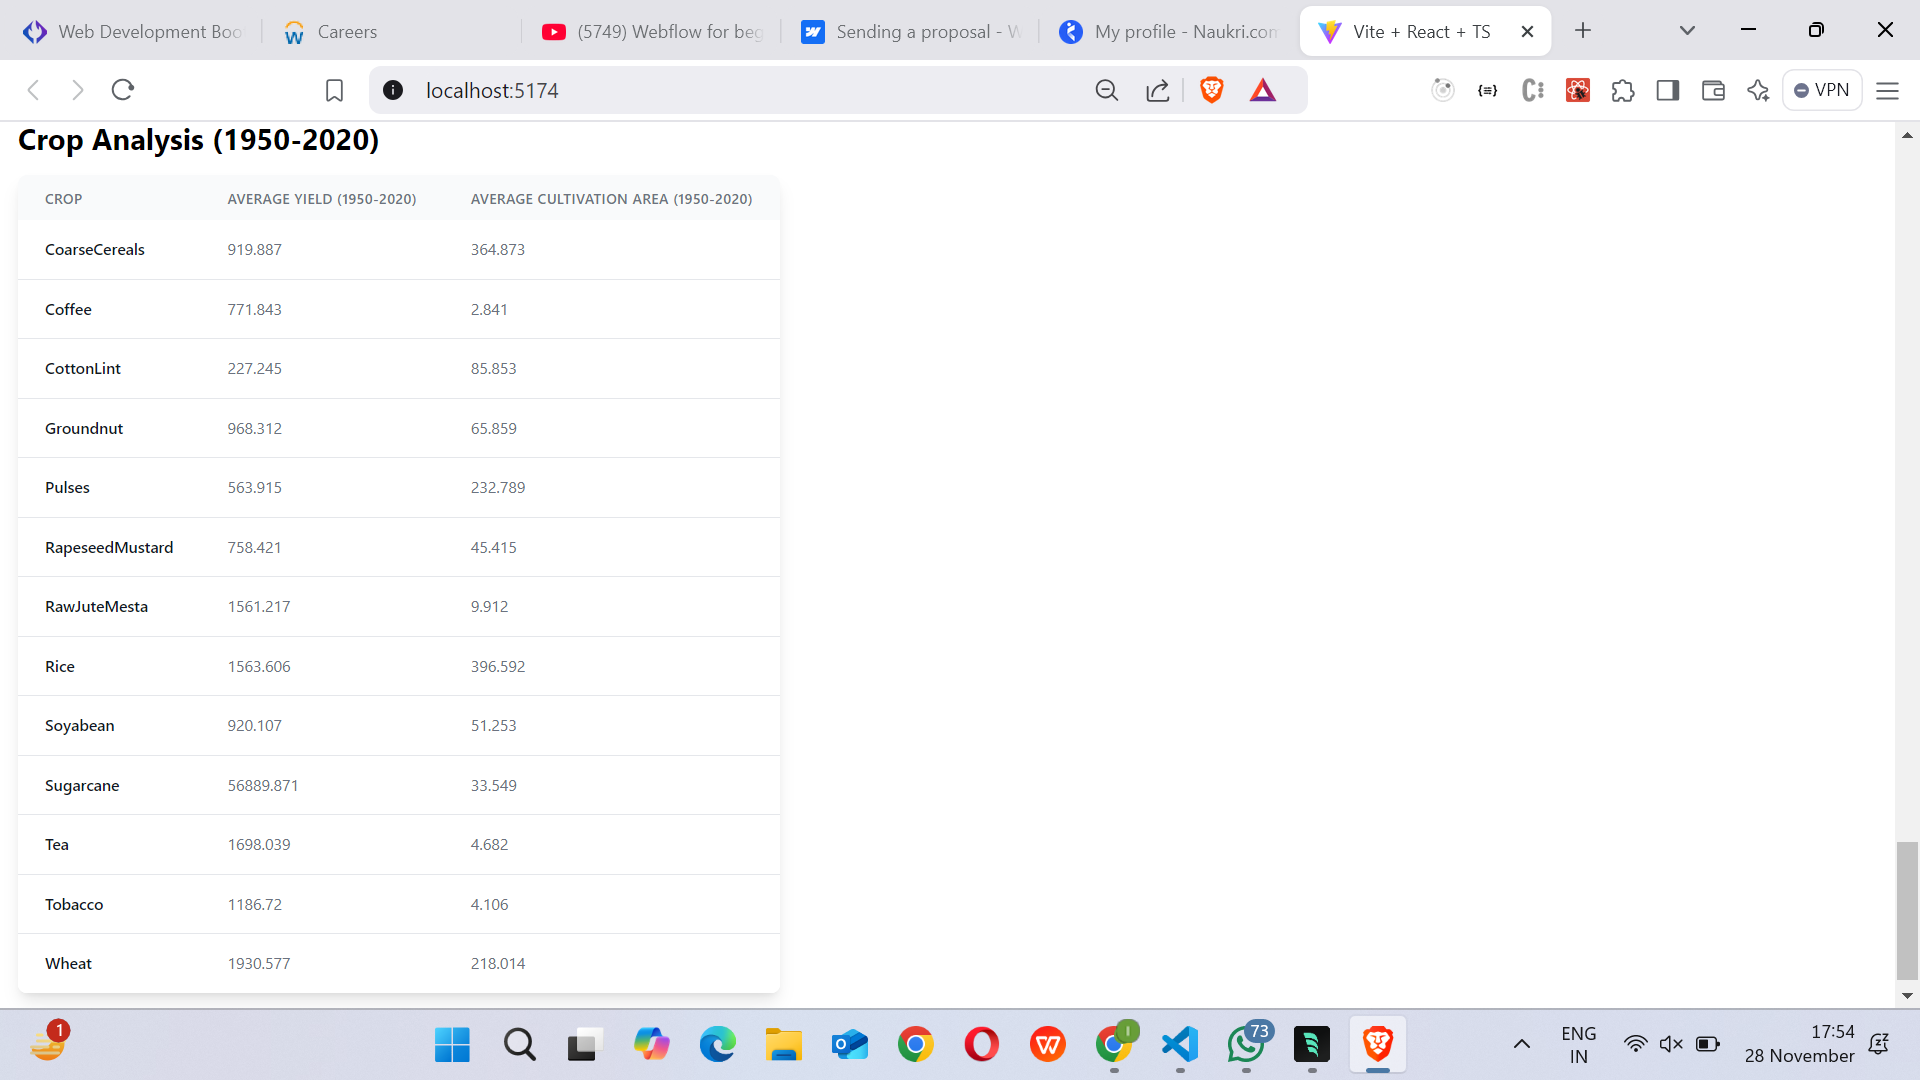 Web Development Boo
Careers
(5749) Webflow for beg
Sending a proposal - W
My profile - Naukri.com
Vite + React + TS
localhost:5174
VPN
Crop Analysis (1950-2020)
CROP AVERAGE YIELD (1950-2020) AVERAGE CULTIVATION AREA (1950-2020)
CoarseCereals 919.887 364.873
Coffee 771.843 2.841
CottonLint 227.245 85.853
Groundnut 968.312 65.859
Pulses 563.915 232.789
RapeseedMustard 758.421 45.415
RawJuteMesta 1561.217 9.912
Rice 1563.606 396.592
Soyabean 920.107 51.253
Sugarcane 56889.871 33.549
Tea 1698.039 4.682
Tobacco 1186.72 4.106
Wheat 1930.577 218.014
1
73
ENG
IN
17:54
28 November